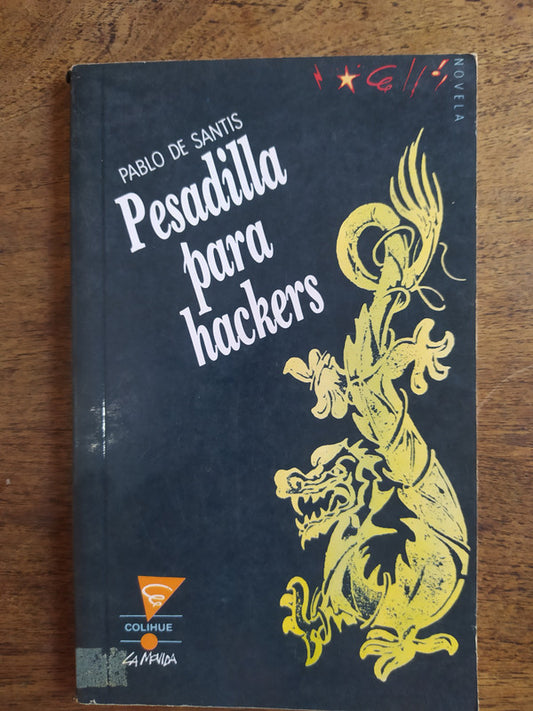 NOVELA
PABLO DE SANTIS
Pesadilla
para
hackers
COLIHUE
LA MOVIDA